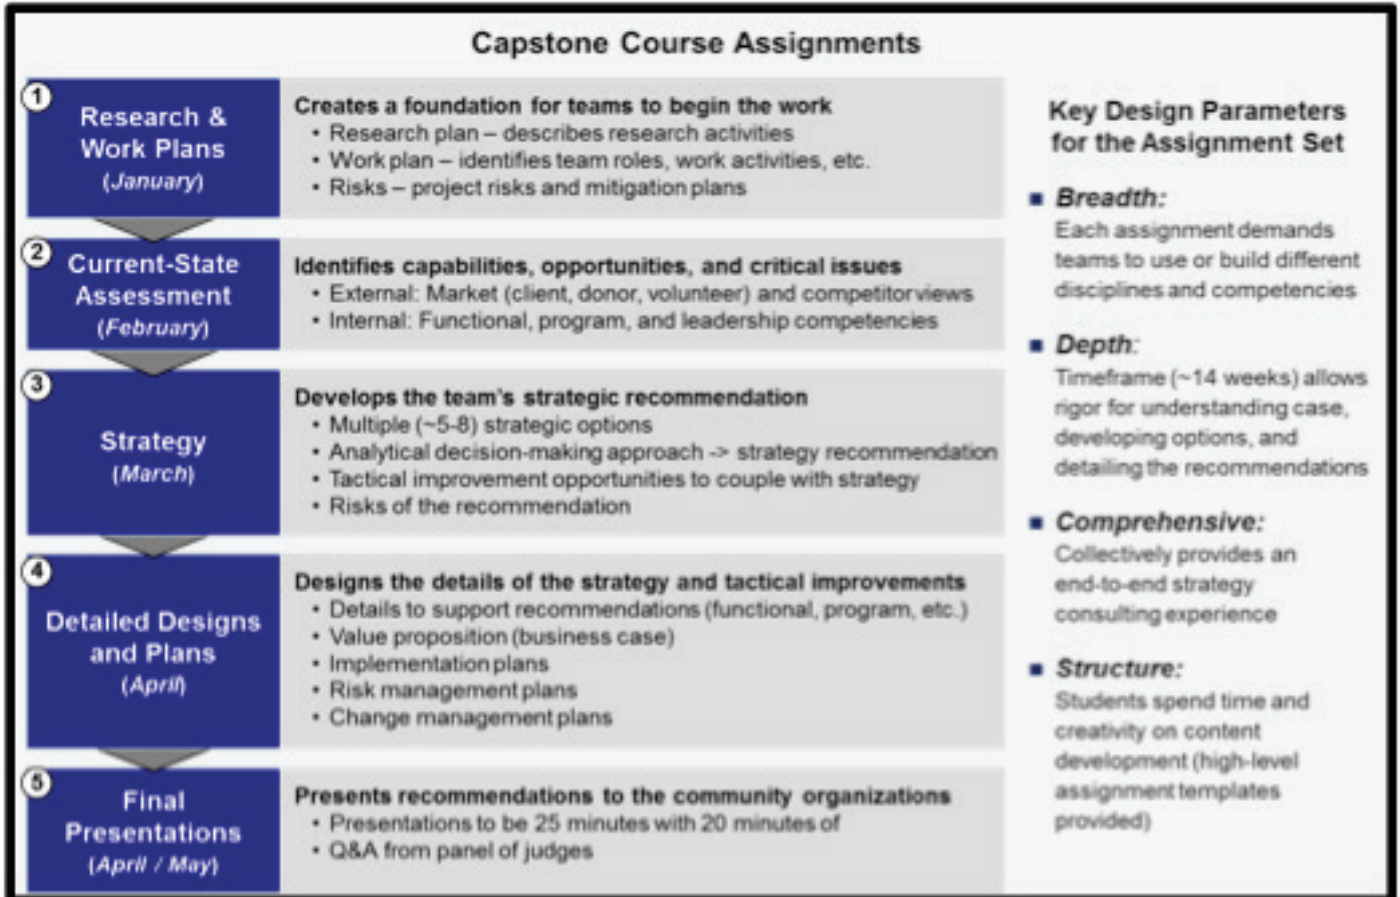 Capstone Course Assignments
1
Research &
Work Plans
(January)
Creates a foundation for teams to begin the work
• Research plan – describes research activities
• Work plan – identifies team roles, work activities, etc.
• Risks – project risks and mitigation plans
2
Current-State
Assessment
(February)
Identifies capabilities, opportunities, and critical issues
• External: Market (client, donor, volunteer) and competitor views
• Internal: Functional, program, and leadership competencies
3
Strategy
(March)
Develops the team's strategic recommendation
• Multiple (~5-8) strategic options
• Analytical decision-making approach -> strategy recommendation
• Tactical improvement opportunities to couple with strategy
• Risks of the recommendation
4
Detailed Designs
and Plans
(April)
Designs the details of the strategy and tactical improvements
• Details to support recommendations (functional, program, etc.)
• Value proposition (business case)
• Implementation plans
• Risk management plans
• Change management plans
5
Final
Presentations
(April / May)
Presents recommendations to the community organizations
• Presentations to be 25 minutes with 20 minutes of
• Q&A from panel of judges
Key Design Parameters
for the Assignment Set
■ Breadth:
Each assignment demands
teams to use or build different
disciplines and competencies
■ Depth:
Timeframe (~14 weeks) allows
rigor for understanding case,
developing options, and
detailing the recommendations
■ Comprehensive:
Collectively provides an
end-to-end strategy
consulting experience
■ Structure:
Students spend time and
creativity on content
development (high-level
assignment templates
provided)